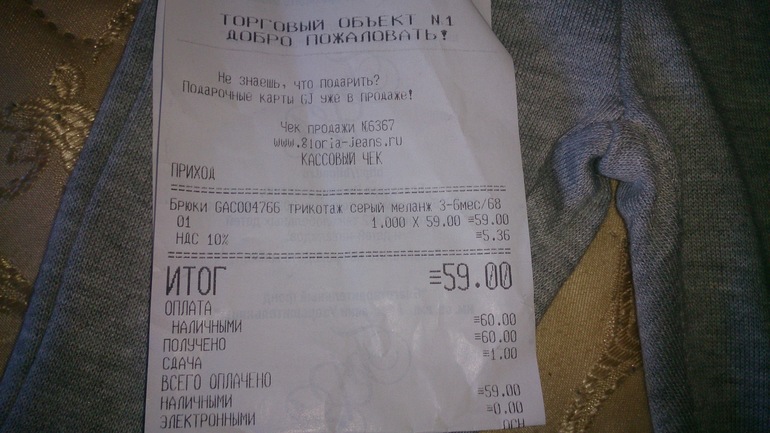 ТОРГОВЫЙ ОБЪЕКТ N1
ДОБРО ПОЖАЛОВАТЬ!
Не знаешь, что подарить?
Подарочные карты GJ уже в продаже!
Чек продажи N6367
www.gloria-jeans.ru
КАССОВЫЙ ЧЕК
ПРИХОД
Брюки GAC004766 трикотаж серый меланж 3-6мес/68
01 1.000 X 59.00 =59.00
НДС 10% =5.36
ИТОГ =59.00
ОПЛАТА
НАЛИЧНЫМИ =60.00
ПОЛУЧЕНО =60.00
СДАЧА =1.00
ВСЕГО ОПЛАЧЕНО
НАЛИЧНЫМИ =59.00
ЭЛЕКТРОННЫМИ =0.00
ОСН